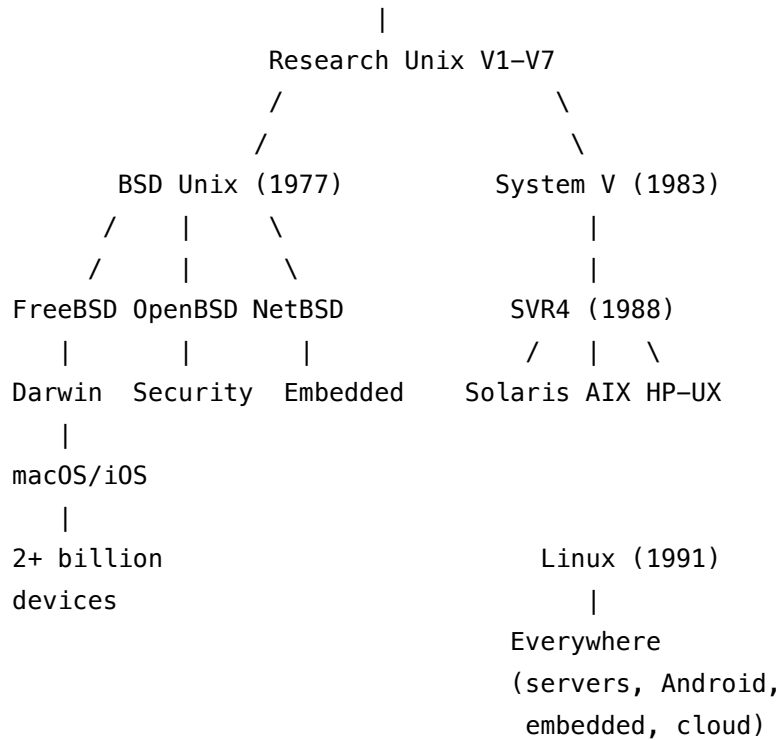 |
Research Unix V1–V7
/ \
/ \
BSD Unix (1977) System V (1983)
/ | \ |
/ | \ |
FreeBSD OpenBSD NetBSD SVR4 (1988)
| | | / | \
Darwin Security Embedded Solaris AIX HP–UX
|
macOS/iOS
|
2+ billion Linux (1991)
devices |
Everywhere
(servers, Android,
embedded, cloud)